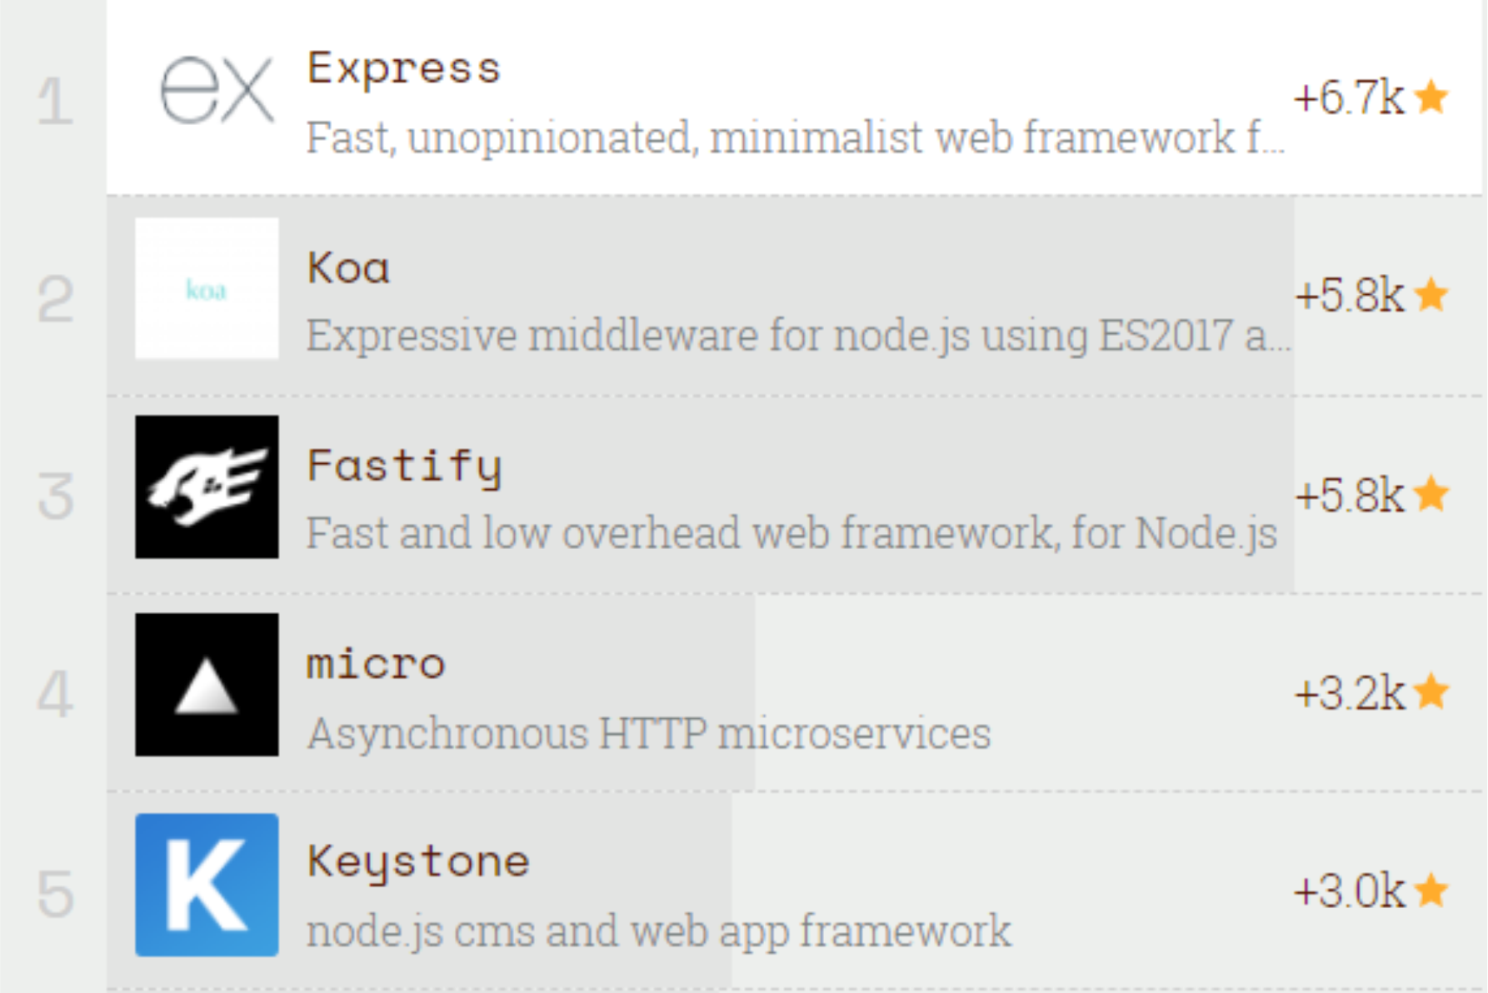 1
ex
Express
Fast, unopinionated, minimalist web framework f...
+6.7k
2
koa
Koa
Expressive middleware for node.js using ES2017 a...
+5.8k
3
Fastify
Fast and low overhead web framework, for Node.js
+5.8k
4
micro
Asynchronous HTTP microservices
+3.2k
5
K
Keystone
node.js cms and web app framework
+3.0k